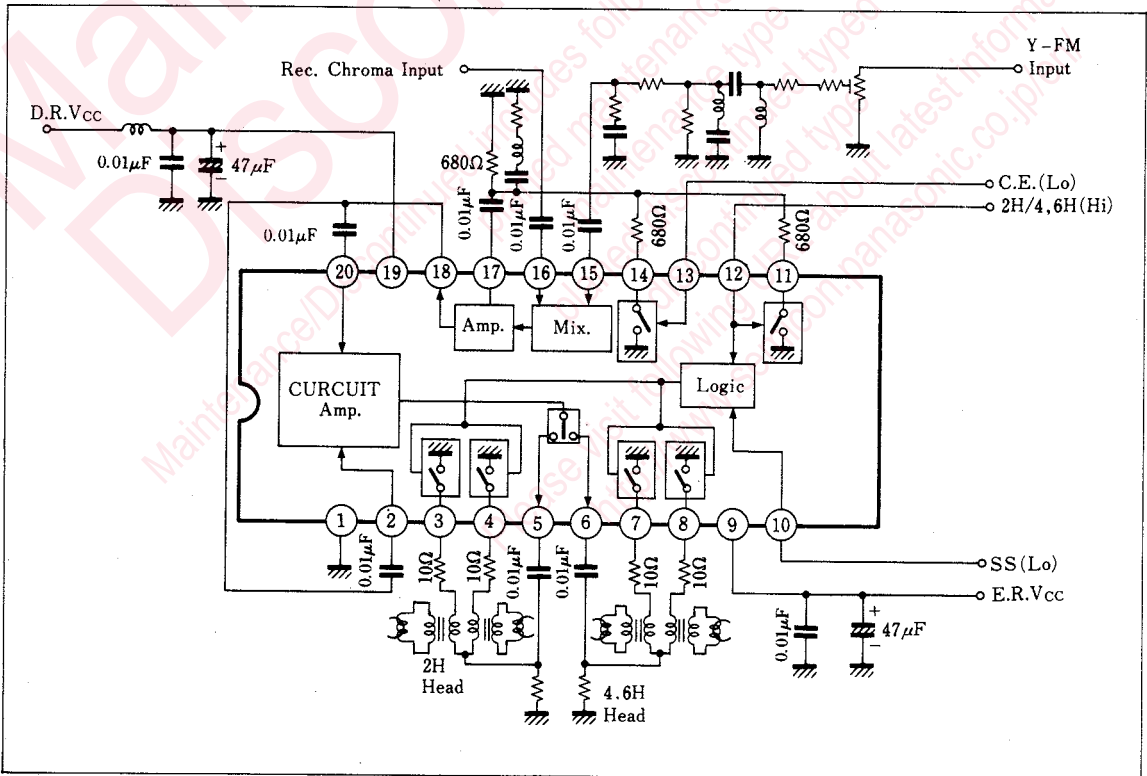 Y-FM
Input
Rec. Chroma Input
D.R.VCC
0.01μF
47μF
+
−
680Ω
C.E.(Lo)
2H/4,6H(Hi)
0.01μF
0.01μF
0.01μF
0.01μF
680Ω
680Ω
20 19 18 17 16 15 14 13 12 11
Amp.
Mix.
Logic
CURCUIT
Amp.
1 2 3 4 5 6 7 8 9 10
0.01μF
10Ω
10Ω
0.01μF
0.01μF
10Ω
10Ω
SS(Lo)
E.R.VCC
0.01μF
47μF
+
−
2H
Head
4.6H
Head